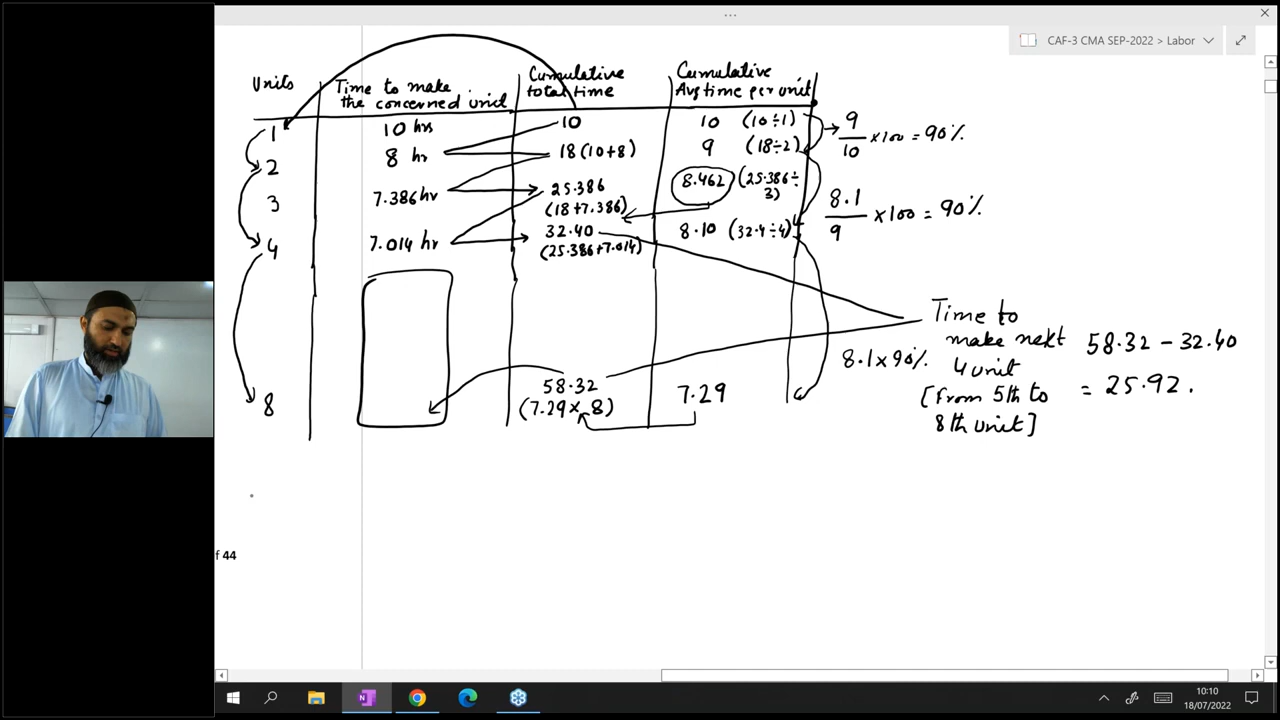 CAF-3 CMA SEP-2022 > Labor
Units
Time to make
the concerned unit
Cumulative
total time
Cumulative
Avg time per unit
1
10 hrs
10
10 (10÷1)
9/10 ×100 = 90%
2
8 hr
18 (10+8)
9 (18÷2)
3
7.386 hr
25.386
(18+7.386)
8.462 (25.386÷
3)
8.1/9 ×100 = 90%
4
7.014 hr
32.40
(25.386+7.014)
8.10 (32.4÷4)
Time to
make next
4 unit
[from 5th to
8th unit]
58.32 - 32.40
= 25.92.
8.1×90%
8
58.32
(7.29× 8)
7.29
of 44
10:10
18/07/2022